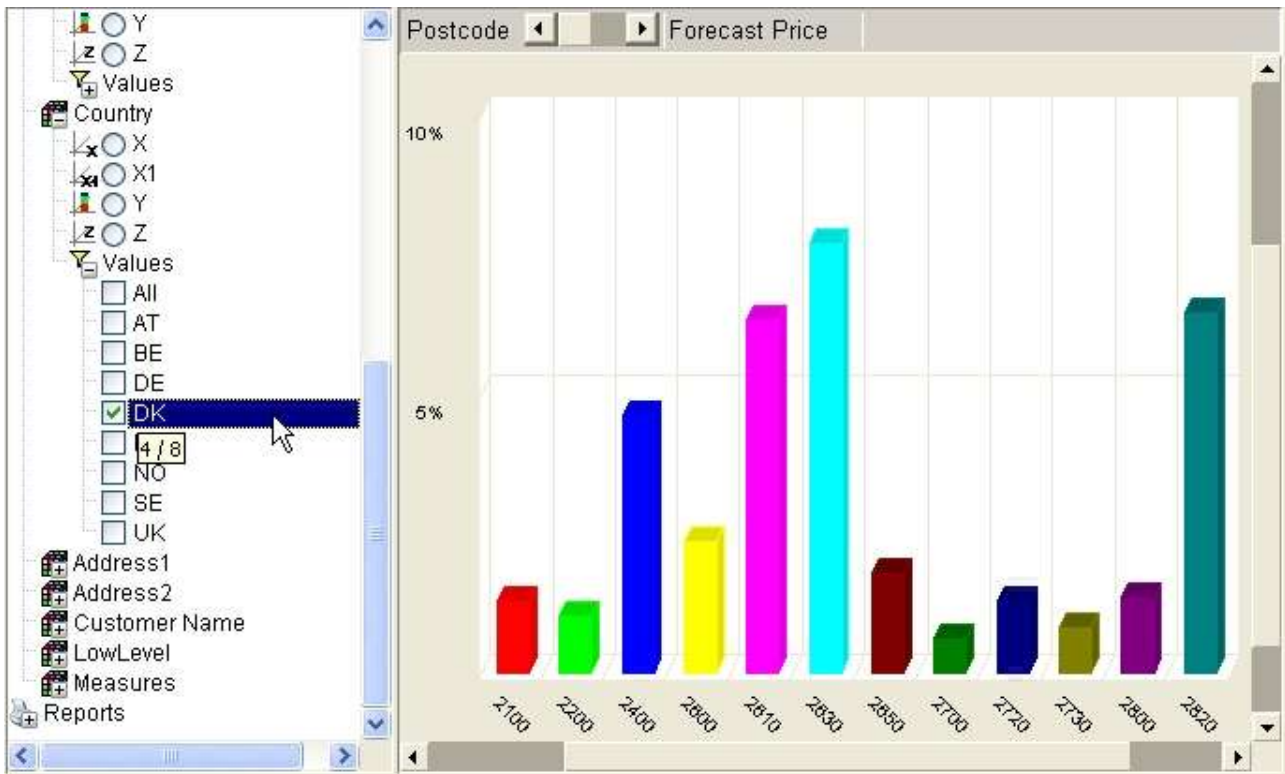 Y
Z
Values
Country
X
X1
Y
Z
Values
All
AT
BE
DE
DK
4 / 8
NO
SE
UK
Address1
Address2
Customer Name
LowLevel
Measures
Reports
Postcode Forecast Price
10%
5%
2100 2200 2400 2600 2610 2630 2650 2700 2720 2730 2800 2820